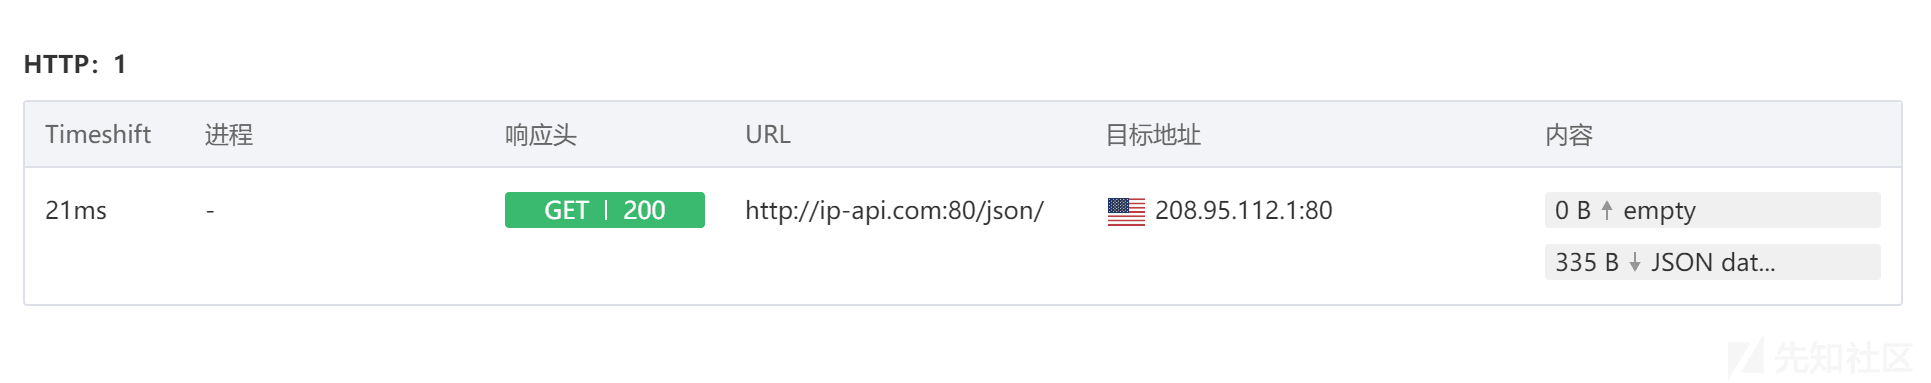 HTTP：1
Timeshift 进程 响应头 URL 目标地址 内容
21ms - GET | 200 http://ip-api.com:80/json/ 208.95.112.1:80 0 B ↑ empty
335 B ↓ JSON dat...
先知社区